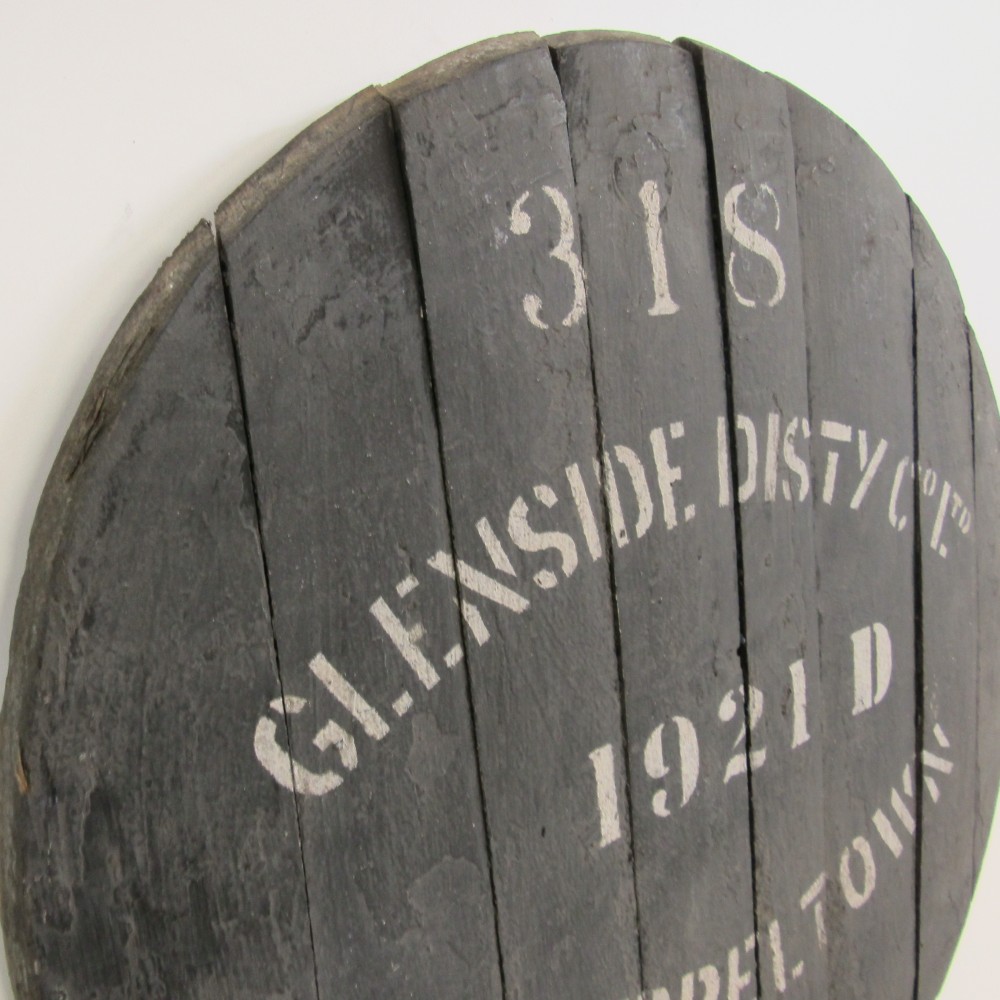 318
GLENSIDE DISTY Co LTD
1921 D